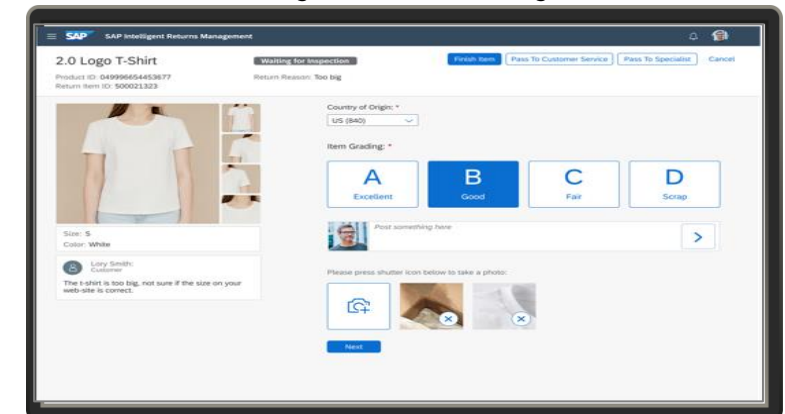 SAP SAP Intelligent Returns Management
2.0 Logo T-Shirt
Waiting for Inspection
Finish Item
Pass To Customer Service
Pass To Specialist
Cancel
Product ID: 049996654453677
Return Item ID: 500021323
Return Reason: Too big
Country of Origin: *
US (840)
Item Grading: *
A
Excellent
B
Good
C
Fair
D
Scrap
Post something here
Size: S
Color: White
Lory Smith:
Customer
The t-shirt is too big, not sure if the size on your
web-site is correct.
Please press shutter icon below to take a photo:
Next